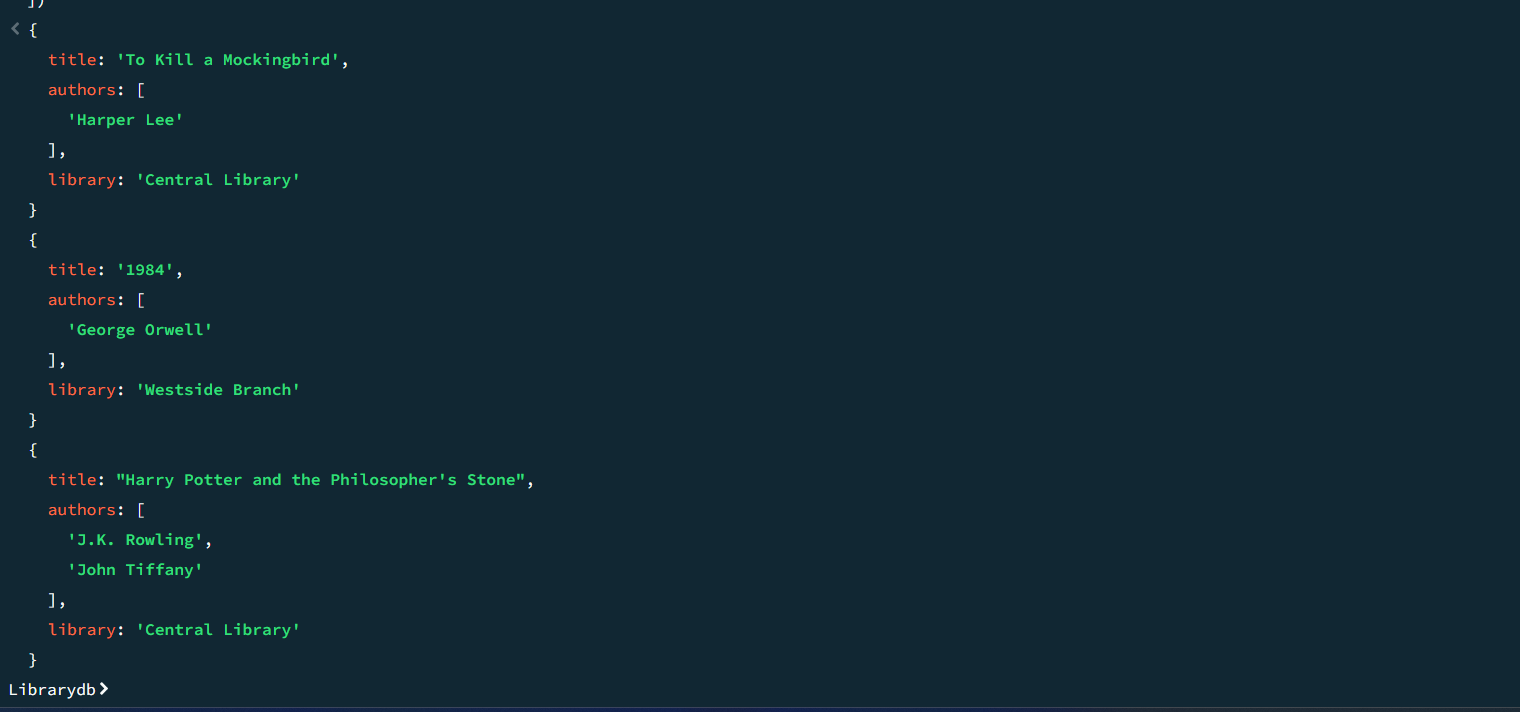 ])
{
title: 'To Kill a Mockingbird',
authors: [
'Harper Lee'
],
library: 'Central Library'
}
{
title: '1984',
authors: [
'George Orwell'
],
library: 'Westside Branch'
}
{
title: "Harry Potter and the Philosopher's Stone",
authors: [
'J.K. Rowling',
'John Tiffany'
],
library: 'Central Library'
}
Librarydb>